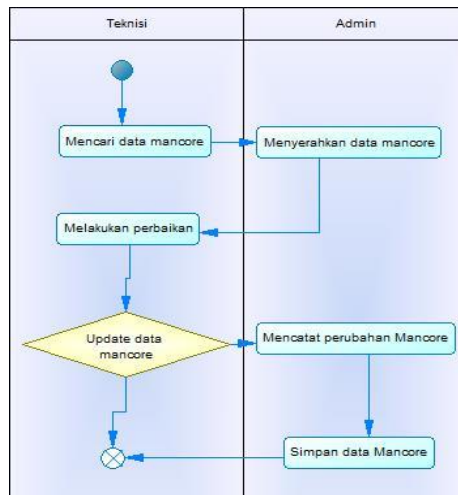 Teknisi
Admin
Mencari data mancore
Menyerahkan data mancore
Melakukan perbaikan
Update data
mancore
Mencatat perubahan Mancore
Simpan data Mancore